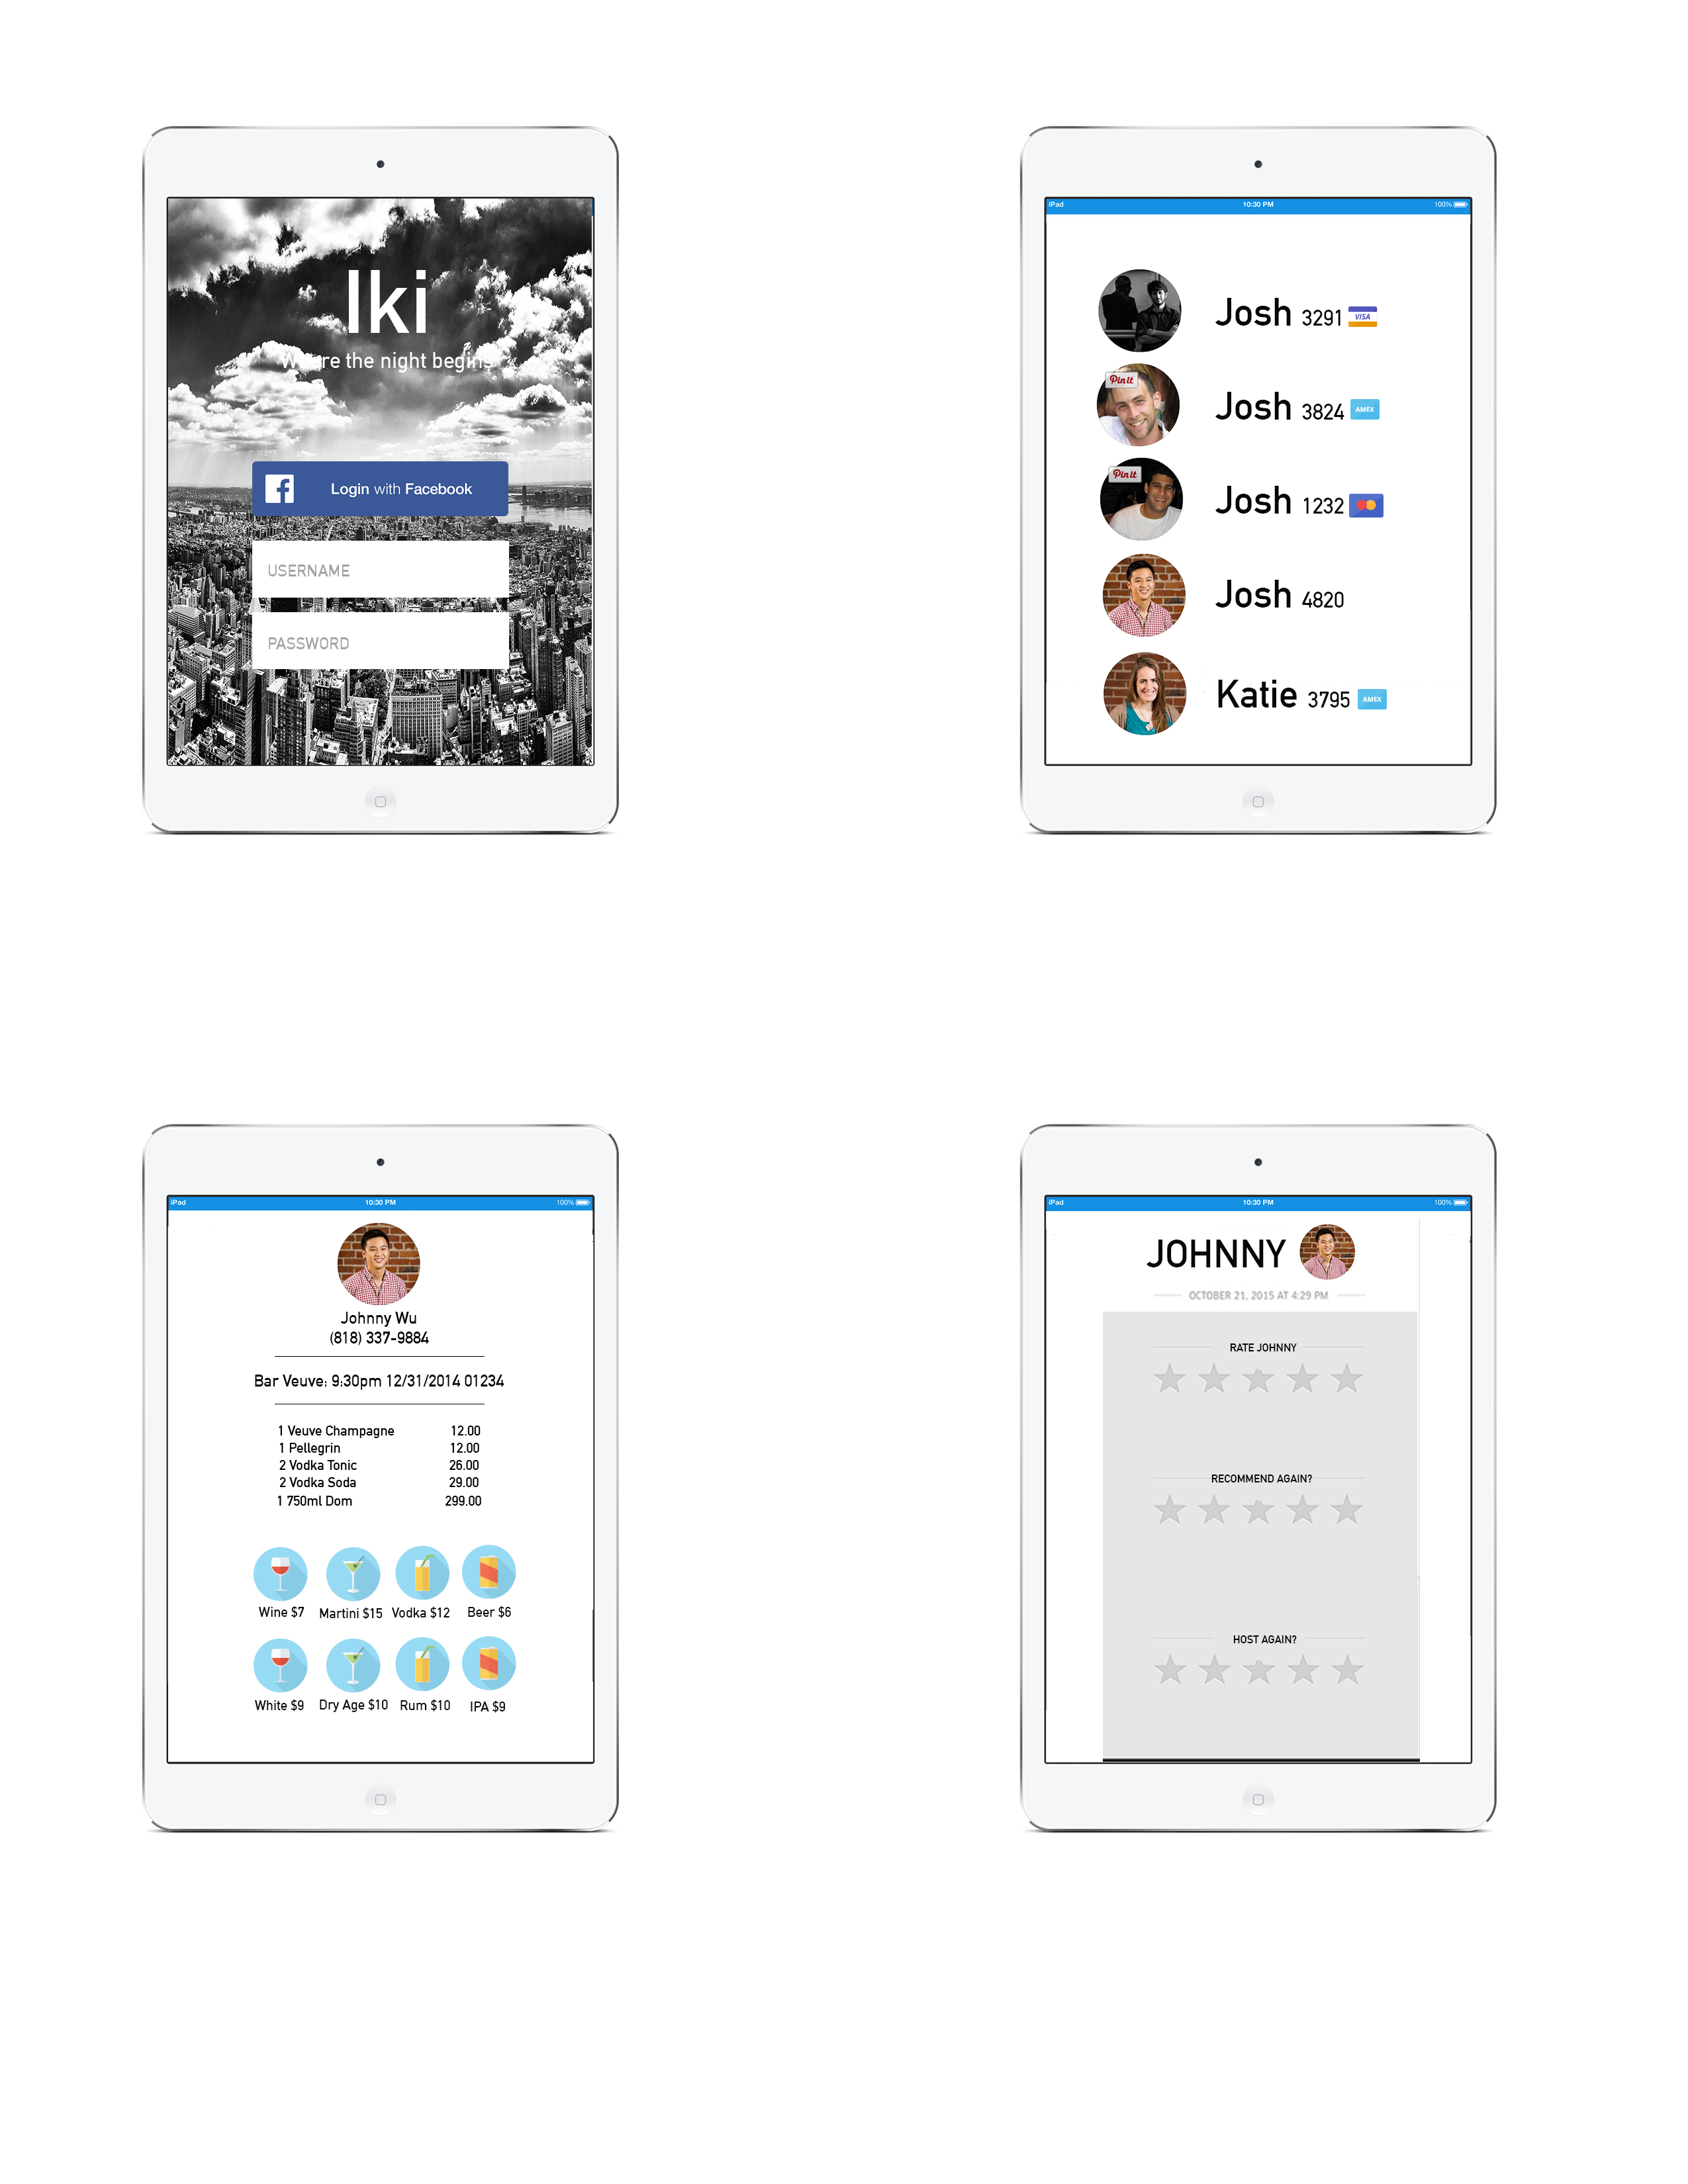 Iki
Where the night begins
Login with Facebook
USERNAME
PASSWORD
iPad 10:30 PM 100%
Josh 3291 VISA
Pin it
Josh 3824 AMEX
Pin it
Josh 1232
Josh 4820
Katie 3795 AMEX
iPad 10:30 PM 100%
Johnny Wu
(818) 337-9884
Bar Veuve: 9:30pm 12/31/2014 01234
1 Veuve Champagne 12.00
1 Pellegrin 12.00
2 Vodka Tonic 26.00
2 Vodka Soda 29.00
1 750ml Dom 299.00
Wine $7 Martini $15 Vodka $12 Beer $6
White $9 Dry Age $10 Rum $10 IPA $9
iPad 10:30 PM 100%
JOHNNY
OCTOBER 21, 2015 AT 4:29 PM
RATE JOHNNY
RECOMMEND AGAIN?
HOST AGAIN?